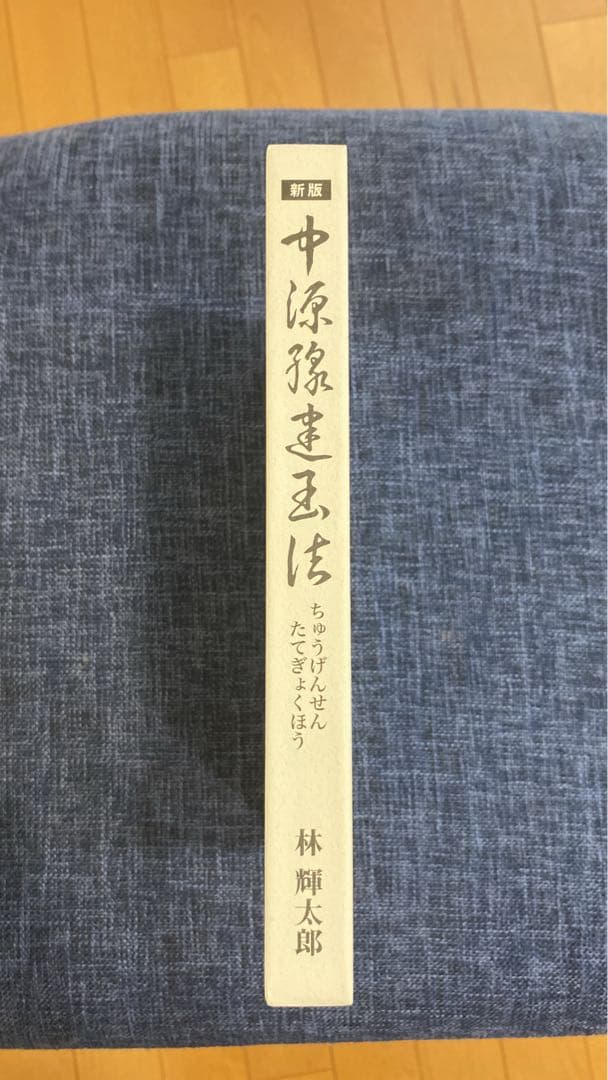 新版
中源線建玉法
ちゅうげんせん
たてぎょくほう
林 輝太郎